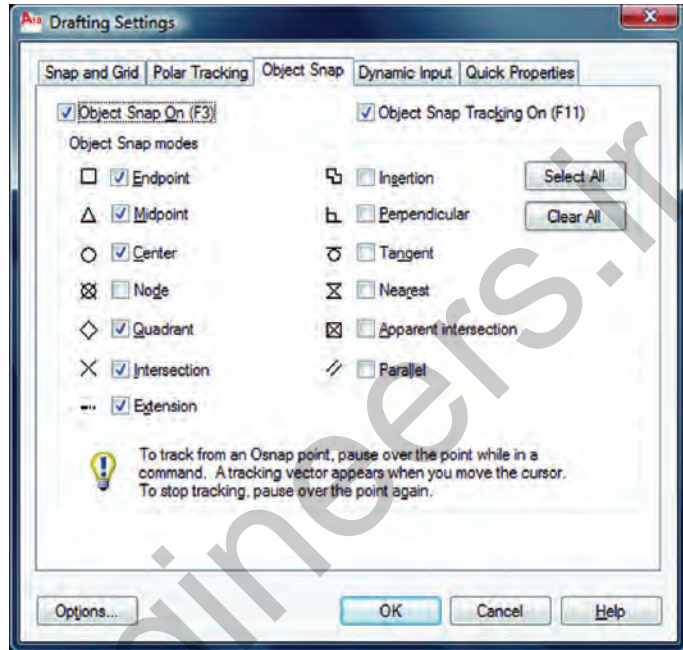 Drafting Settings
Snap and Grid Polar Tracking Object Snap Dynamic Input Quick Properties
Object Snap On (F3) Object Snap Tracking On (F11)
Object Snap modes
Endpoint Insertion Select All
Midpoint Perpendicular Clear All
Center Tangent
Node Nearest
Quadrant Apparent intersection
Intersection Parallel
Extension
To track from an Osnap point, pause over the point while in a
command. A tracking vector appears when you move the cursor.
To stop tracking, pause over the point again.
Options... OK Cancel Help
gineers.ir